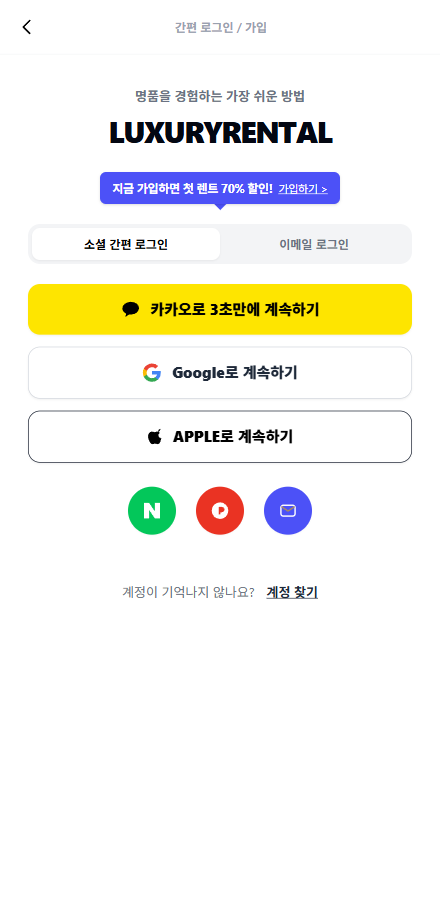 간편 로그인 / 가입
명품을 경험하는 가장 쉬운 방법
LUXURYRENTAL
지금 가입하면 첫 렌트 70% 할인! 가입하기 >
소셜 간편 로그인
이메일 로그인
카카오로 3초만에 계속하기
Google로 계속하기
APPLE로 계속하기
계정이 기억나지 않나요? 계정 찾기